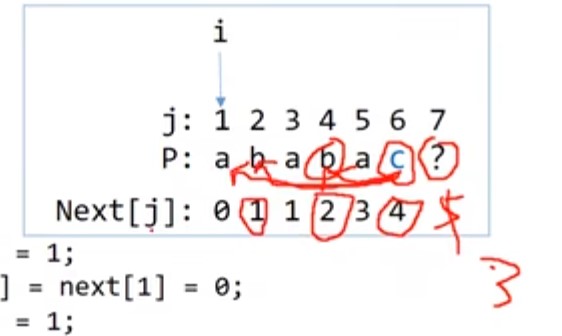 i
j: 1 2 3 4 5 6 7
P: a b a b a c ?
Next[j]: 0 1 1 2 3 4
3
= 1;
] = next[1] = 0;
= 1;